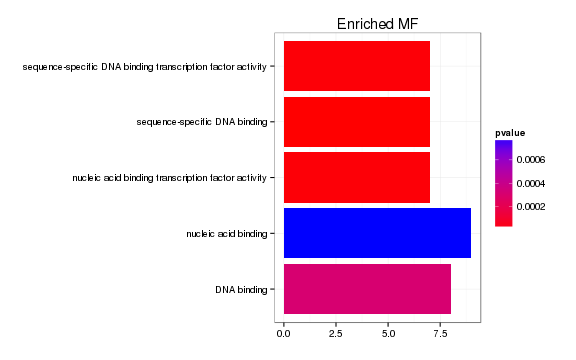 Enriched MF
sequence-specific DNA binding transcription factor activity
sequence-specific DNA binding
nucleic acid binding transcription factor activity
nucleic acid binding
DNA binding
0.0 2.5 5.0 7.5
pvalue
0.0006
0.0004
0.0002